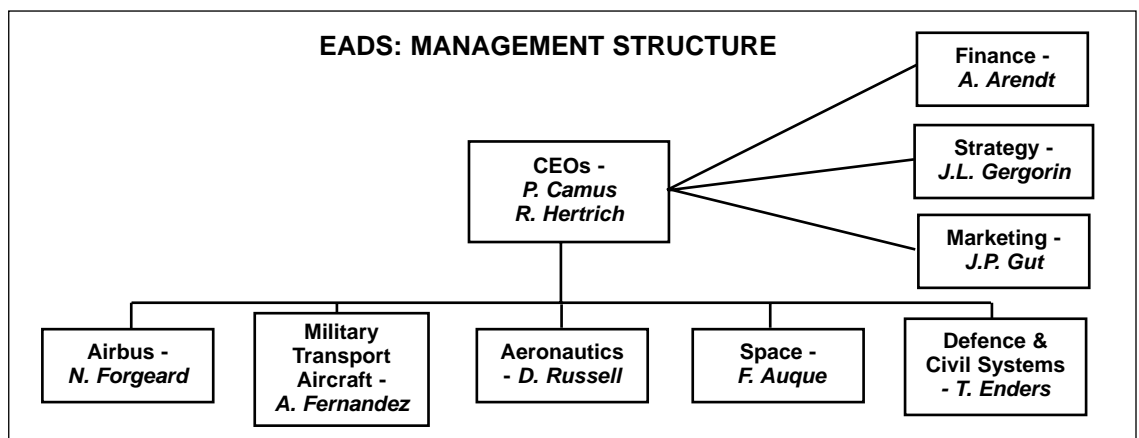 EADS: MANAGEMENT STRUCTURE
Finance -
A. Arendt
Strategy -
J.L. Gergorin
Marketing -
J.P. Gut
CEOs -
P. Camus
R. Hertrich
Airbus -
N. Forgeard
Military
Transport
Aircraft -
A. Fernandez
Aeronautics
- D. Russell
Space -
F. Auque
Defence &
Civil Systems
- T. Enders